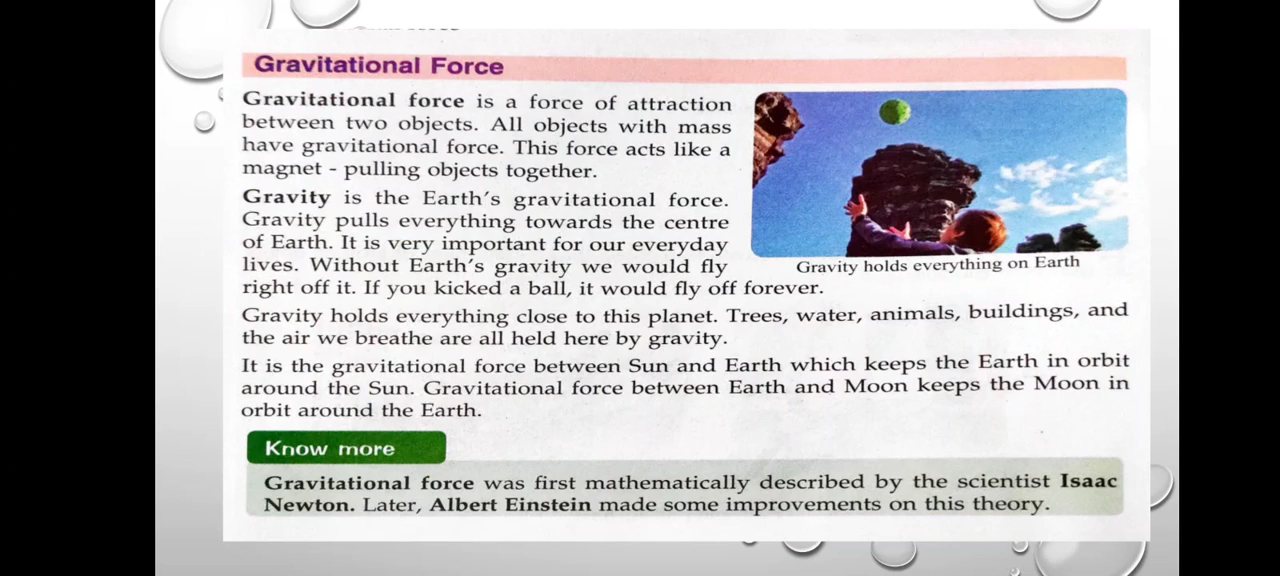 Gravitational Force
Gravitational force is a force of attraction
between two objects. All objects with mass
have gravitational force. This force acts like a
magnet - pulling objects together.
Gravity is the Earth's gravitational force.
Gravity pulls everything towards the centre
of Earth. It is very important for our everyday
lives. Without Earth's gravity we would fly
right off it. If you kicked a ball, it would fly off forever.
Gravity holds everything on Earth
Gravity holds everything close to this planet. Trees, water, animals, buildings, and
the air we breathe are all held here by gravity.
It is the gravitational force between Sun and Earth which keeps the Earth in orbit
around the Sun. Gravitational force between Earth and Moon keeps the Moon in
orbit around the Earth.
Know more
Gravitational force was first mathematically described by the scientist Isaac
Newton. Later, Albert Einstein made some improvements on this theory.